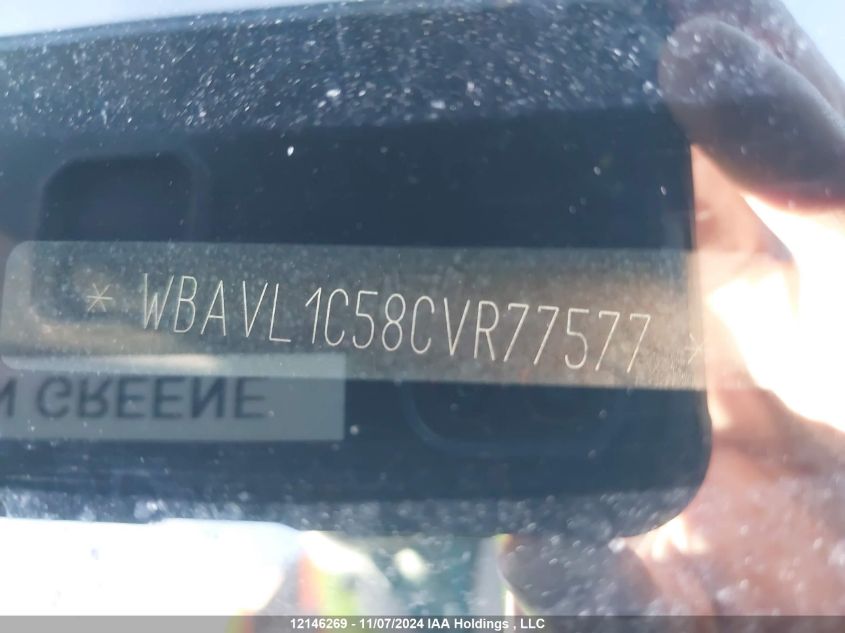 * WBAVL1C58CVR77577 *
N GREENE
12146269 - 11/07/2024 IAA Holdings , LLC